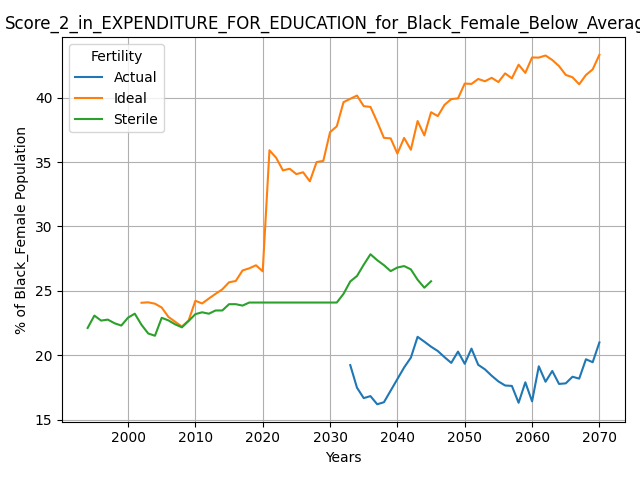 Score_2_in_EXPENDITURE_FOR_EDUCATION_for_Black_Female_Below_Averag
Fertility
Actual
Ideal
Sterile
% of Black_Female Population
40
35
30
25
20
15
2000
2010
2020
2030
2040
2050
2060
2070
Years